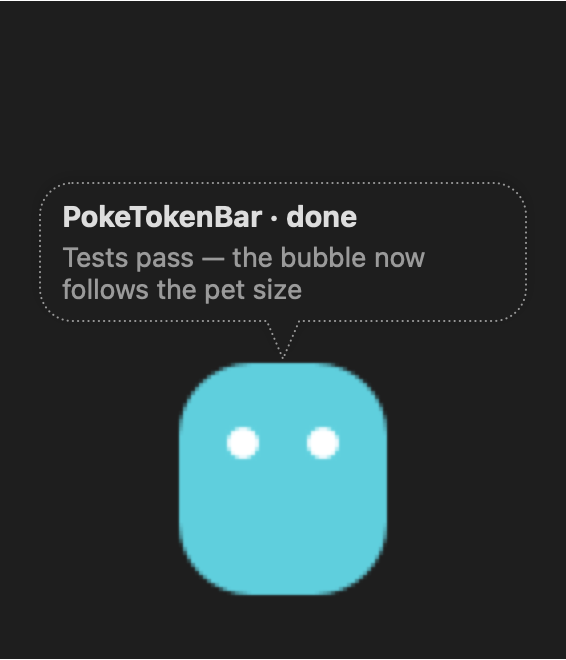 PokeTokenBar · done
Tests pass — the bubble now
follows the pet size